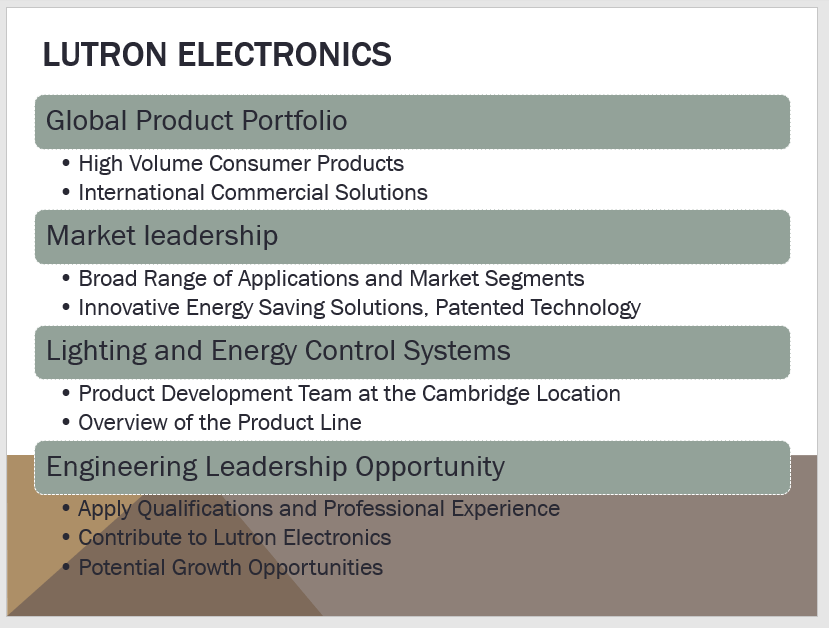 LUTRON ELECTRONICS
Global Product Portfolio
• High Volume Consumer Products
• International Commercial Solutions
Market leadership
• Broad Range of Applications and Market Segments
• Innovative Energy Saving Solutions, Patented Technology
Lighting and Energy Control Systems
• Product Development Team at the Cambridge Location
• Overview of the Product Line
Engineering Leadership Opportunity
• Apply Qualifications and Professional Experience
• Contribute to Lutron Electronics
• Potential Growth Opportunities